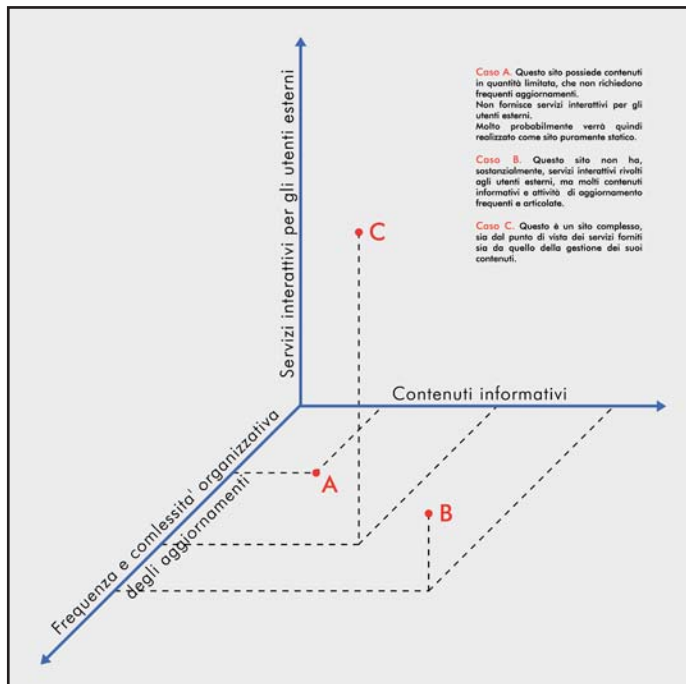 Servizi interattivi per gli utenti esterni
Caso A. Questo sito possiede contenuti
in quantità limitata, che non richiedono
frequenti aggiornamenti.
Non fornisce servizi interattivi per gli
utenti esterni.
Molto probabilmente verrà quindi
realizzato come sito puramente statico.
Caso B. Questo sito non ha,
sostanzialmente, servizi interattivi rivolti
agli utenti esterni, ma molti contenuti
informativi e attività di aggiornamento
frequenti e articolate.
Caso C. Questo è un sito complesso,
sia dal punto di vista dei servizi forniti
sia da quello della gestione dei suoi
contenuti.
C
Contenuti informativi
A
B
Frequenza e comlessita' organizzativa
degli aggiornamenti